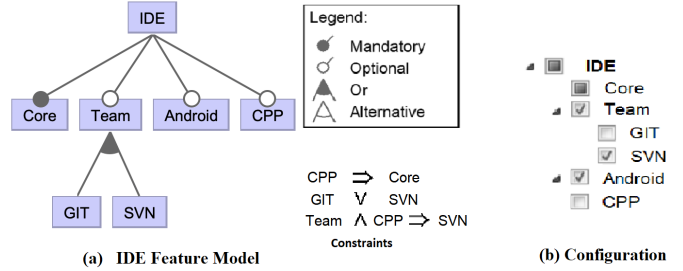 IDE
Core Team Android CPP
GIT SVN
Legend:
Mandatory
Optional
Or
Alternative
CPP ⇒ Core
GIT ∨ SVN
Team ∧ CPP ⇒ SVN
Constraints
(a) IDE Feature Model
IDE
Core
Team
GIT
SVN
Android
CPP
(b) Configuration